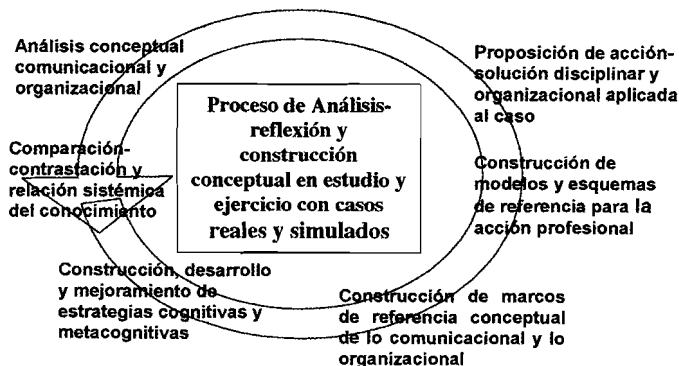 Análisis conceptual
comunicacional y
organizacional
Proposición de acción-
solución disciplinar y
organizacional aplicada
al caso
Proceso de Análisis-
reflexión y
construcción
conceptual en estudio y
ejercicio con casos
reales y simulados
Comparación-
contrastación y
relación sistémica
del conocimiento
Construcción de
modelos y esquemas
de referencia para la
acción profesional
Construcción, desarrollo
y mejoramiento de
estrategias cognitivas y
metacognitivas
Construcción de marcos
de referencia conceptual
de lo comunicacional y lo
organizacional